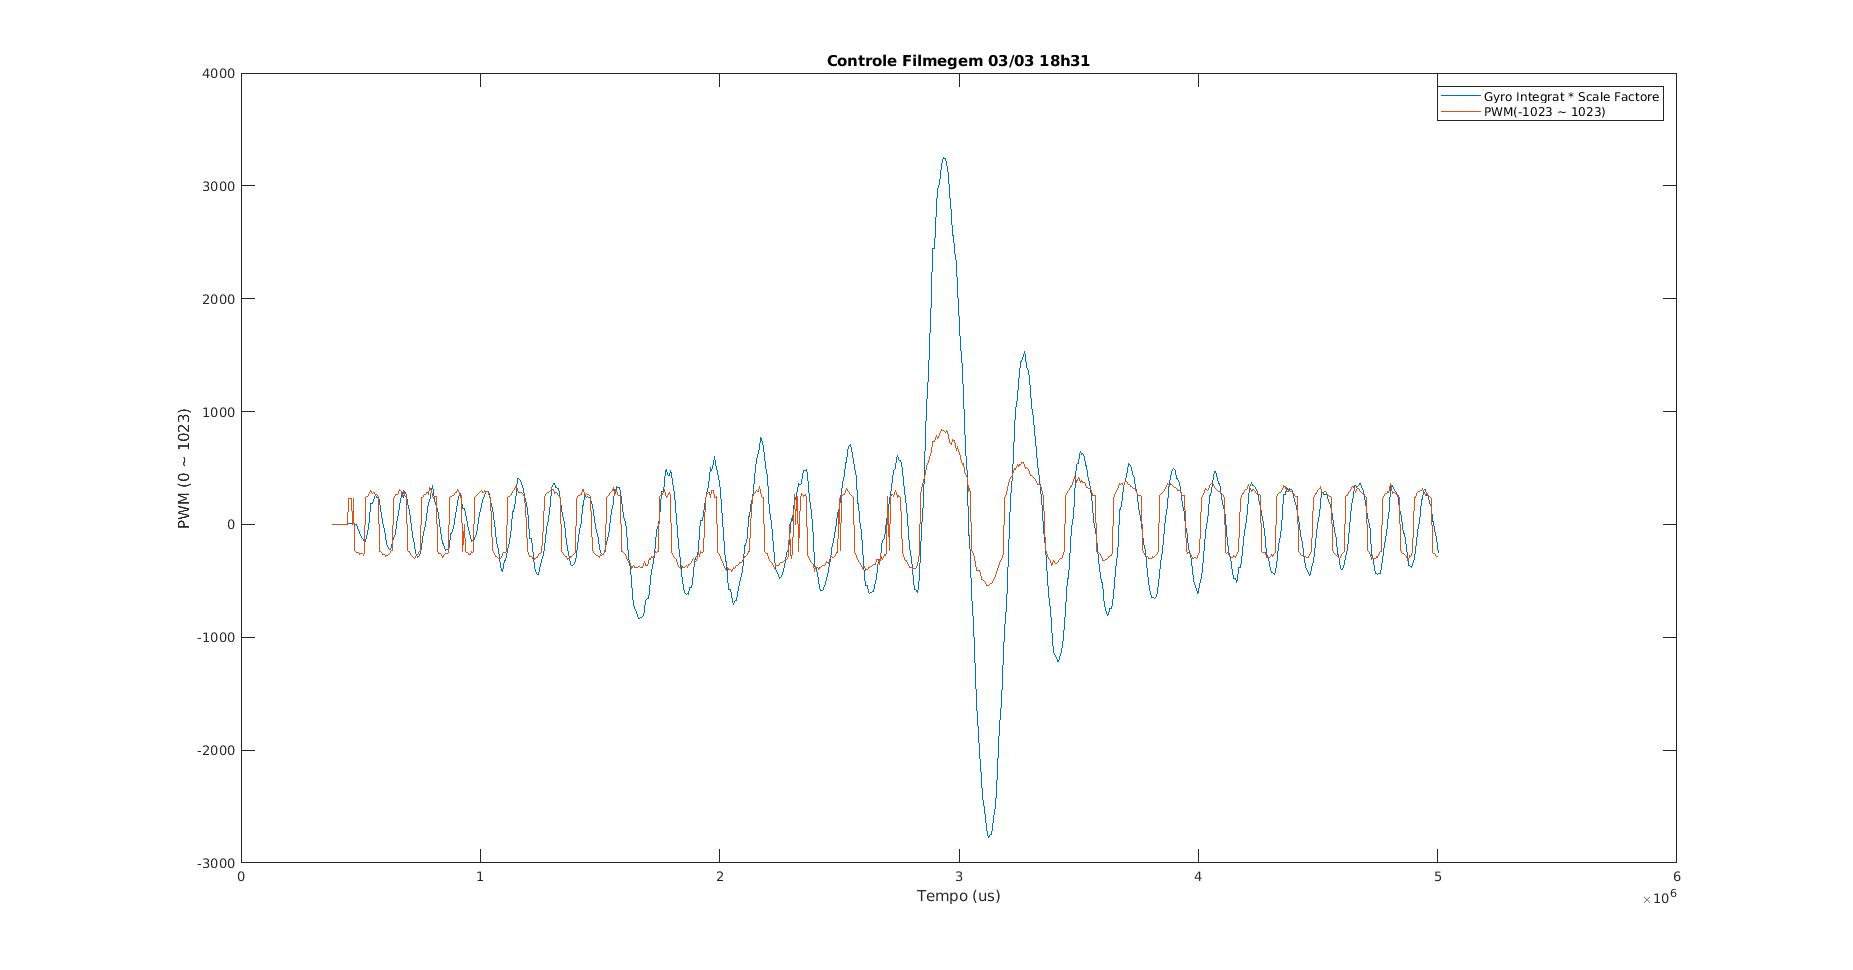 Controle Filmegem 03/03 18h31
4000
3000
2000
1000
0
-1000
-2000
-3000
PWM (0 ~ 1023)
Gyro Integrat * Scale Factore
PWM(-1023 ~ 1023)
0 1 2 3 4 5 6
Tempo (us)
×10⁶